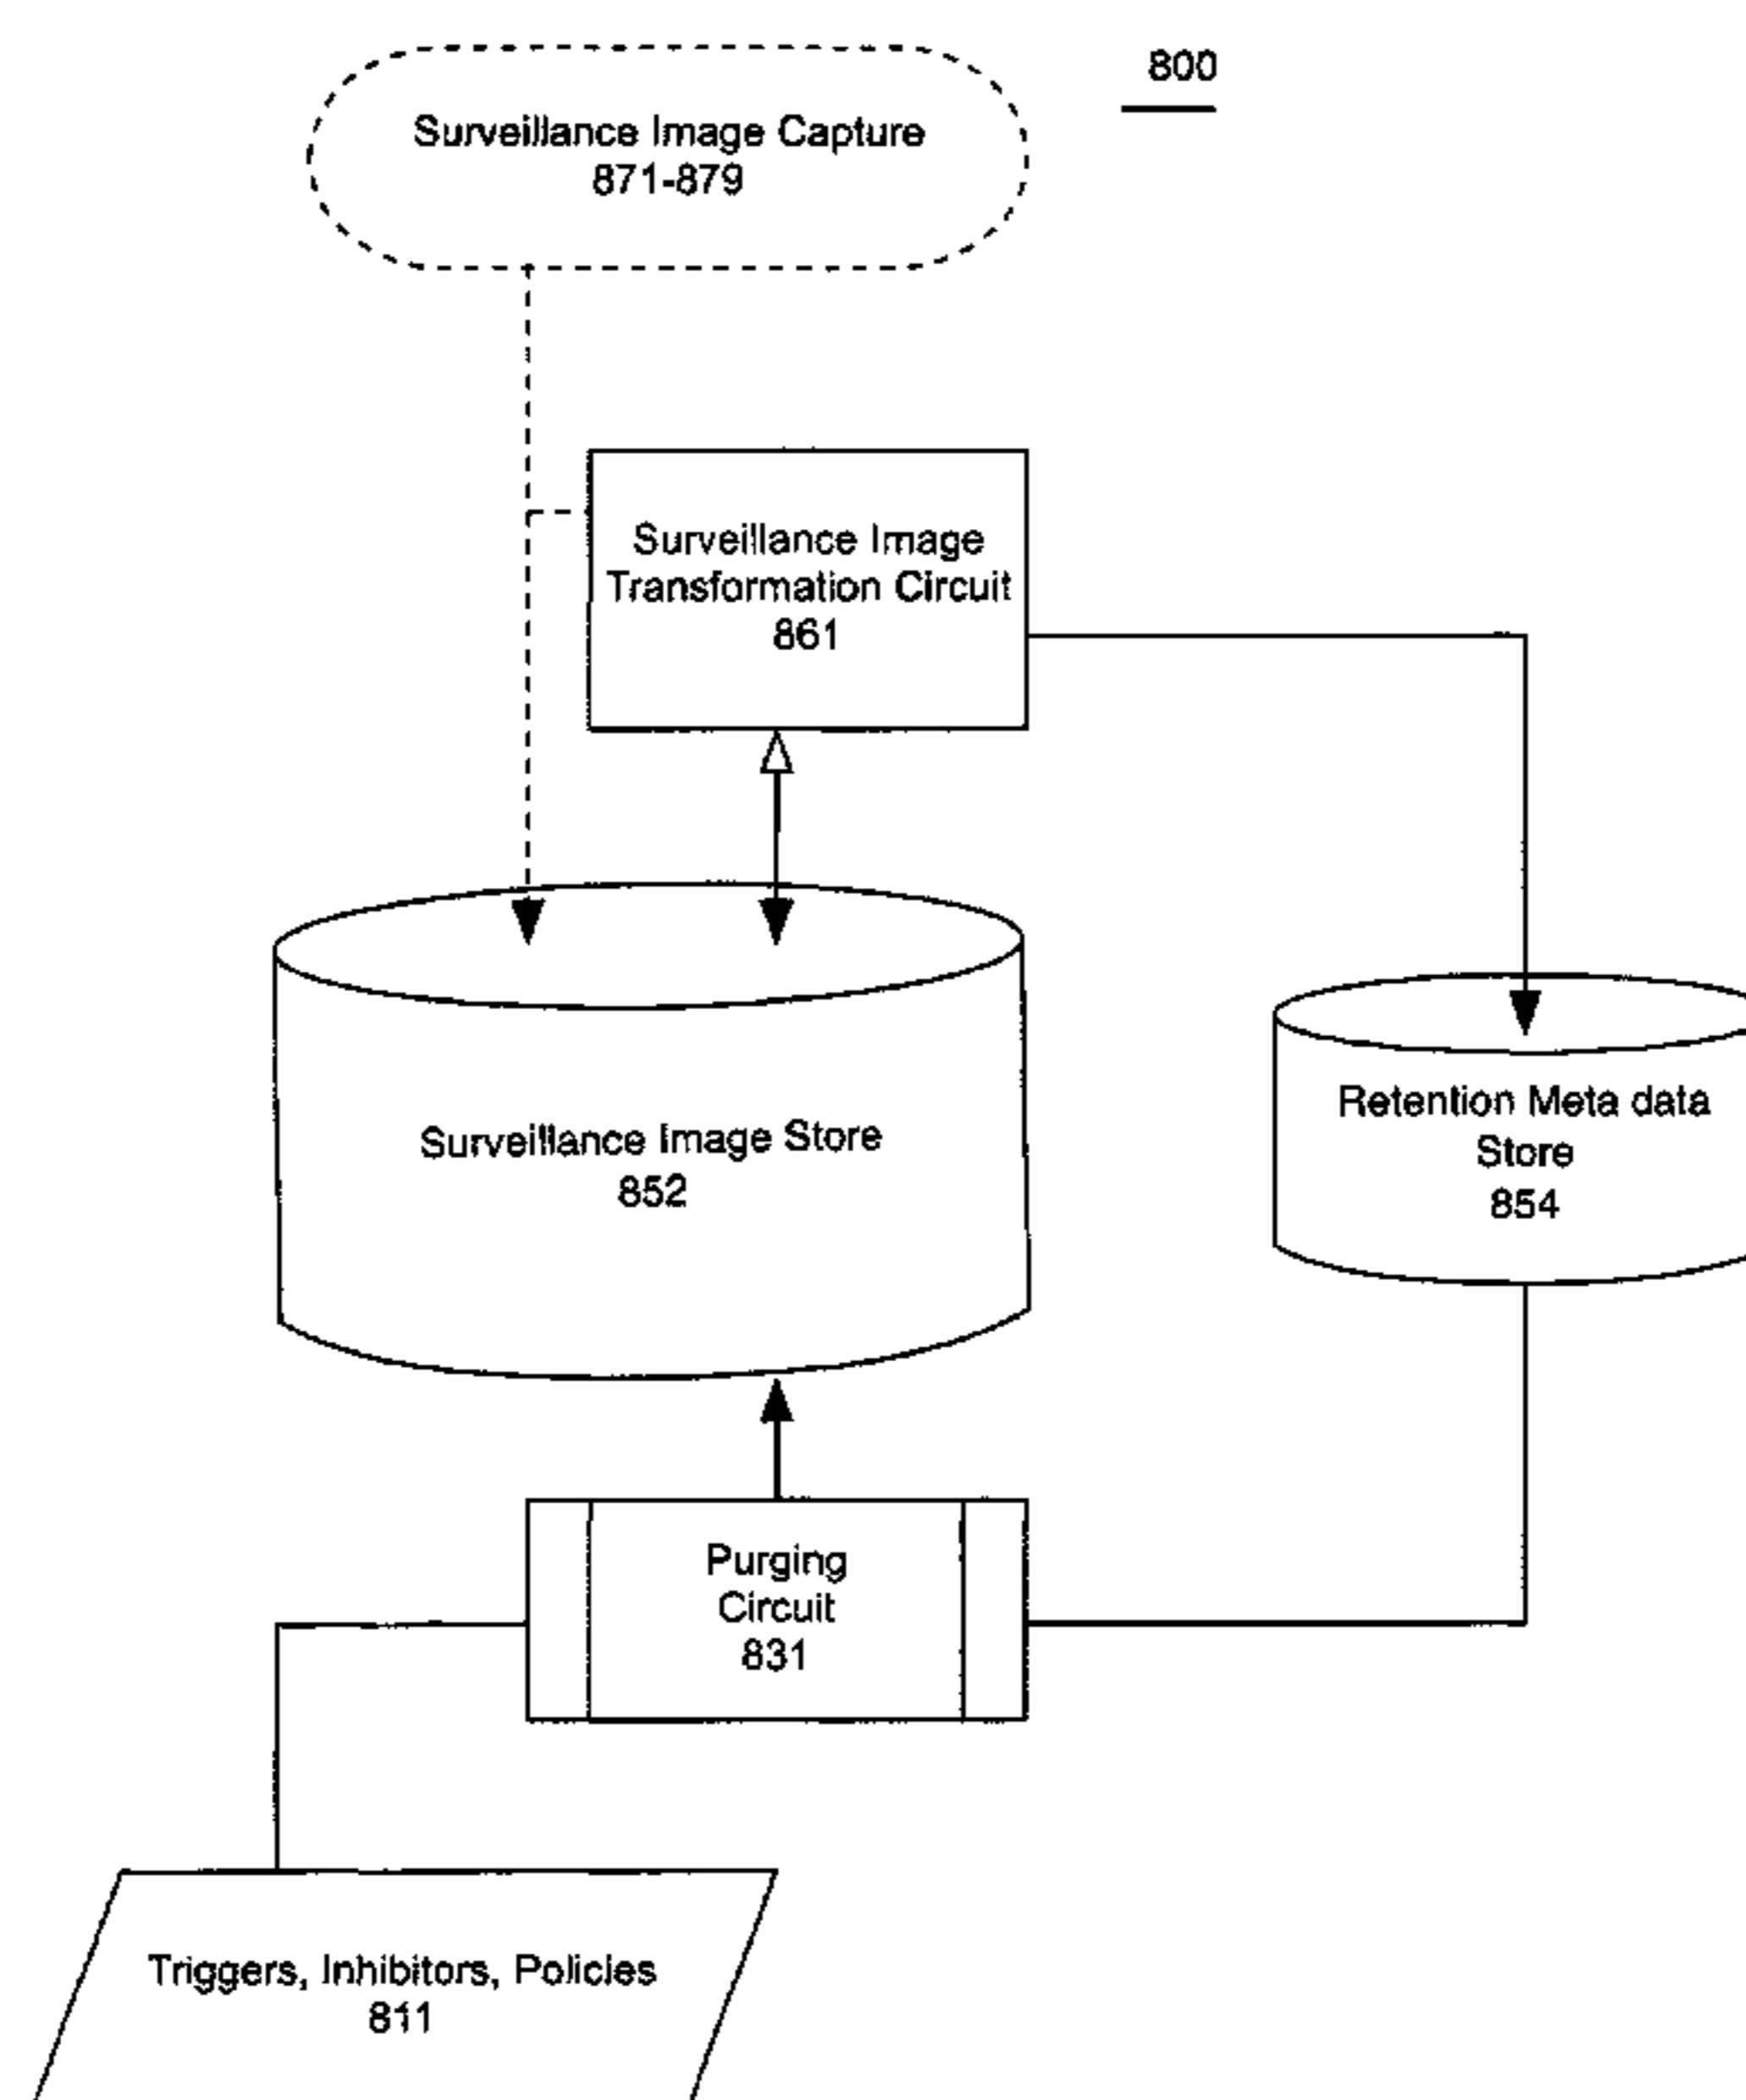 800
Surveillance Image Capture
871-879
Surveillance Image
Transformation Circuit
861
Surveillance Image Store
852
Retention Meta data
Store
854
Purging
Circuit
831
Triggers, Inhibitors, Policies
811